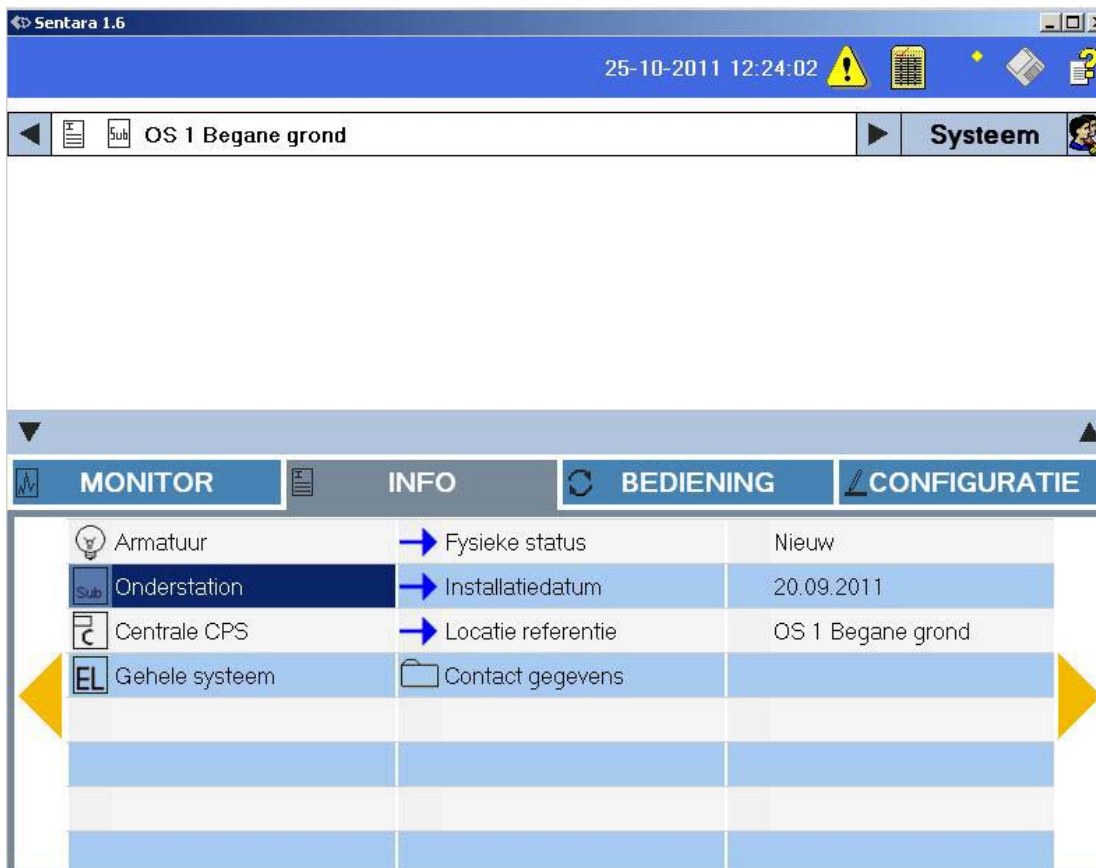 Sentara 1.6
25-10-2011 12:24:02
Sub OS 1 Begane grond Systeem
MONITOR INFO BEDIENING CONFIGURATIE
Armatuur Fysieke status Nieuw
Sub Onderstation Installatiedatum 20.09.2011
Centrale CPS Locatie referentie OS 1 Begane grond
EL Gehele systeem Contact gegevens